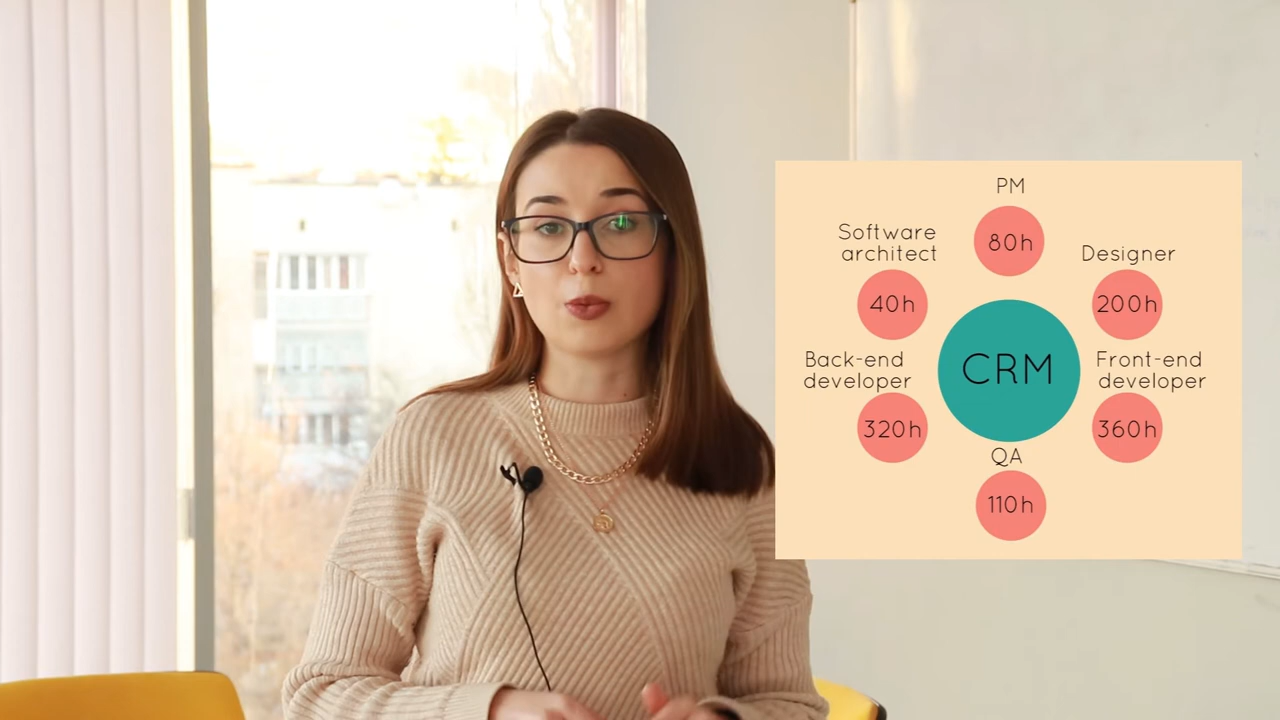 PM
80h
Software
architect
40h
Designer
200h
CRM
Back-end
developer
320h
Front-end
developer
360h
QA
110h